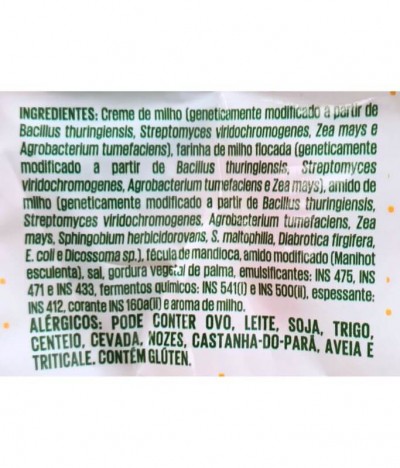 INGREDIENTES: Creme de milho (geneticamente modificado a partir de
Bacillus thuringiensis, Streptomyces viridochromogenes, Zea mays e
Agrobacterium tumefaciens), farinha de milho flocada (geneticamente
modificado a partir de Bacillus thuringiensis, Streptomyces
viridochromogenes, Agrobacterium tumefaciens e Zea mays), amido de
milho (geneticamente modificado a partir de Bacillus thuringiensis,
Streptomyces viridochromogenes, Agrobacterium tumefaciens, Zea
mays, Sphingobium herbicidorovans, S. maltophilla, Diabrotica firgifera,
E. coli e Dicossoma sp.), fécula de mandioca, amido modificado (Manihot
esculenta), sal, gordura vegetal de palma, emulsificantes: INS 475, INS
471 e INS 433, fermentos químicos: INS 541(i) e INS 500(ii), espessante:
INS 412, corante INS 160a(ii) e aroma de milho.
ALÉRGICOS: PODE CONTER OVO, LEITE, SOJA, TRIGO,
CENTEIO, CEVADA, NOZES, CASTANHA-DO-PARÁ, AVEIA E
TRITICALE. CONTÉM GLÚTEN.